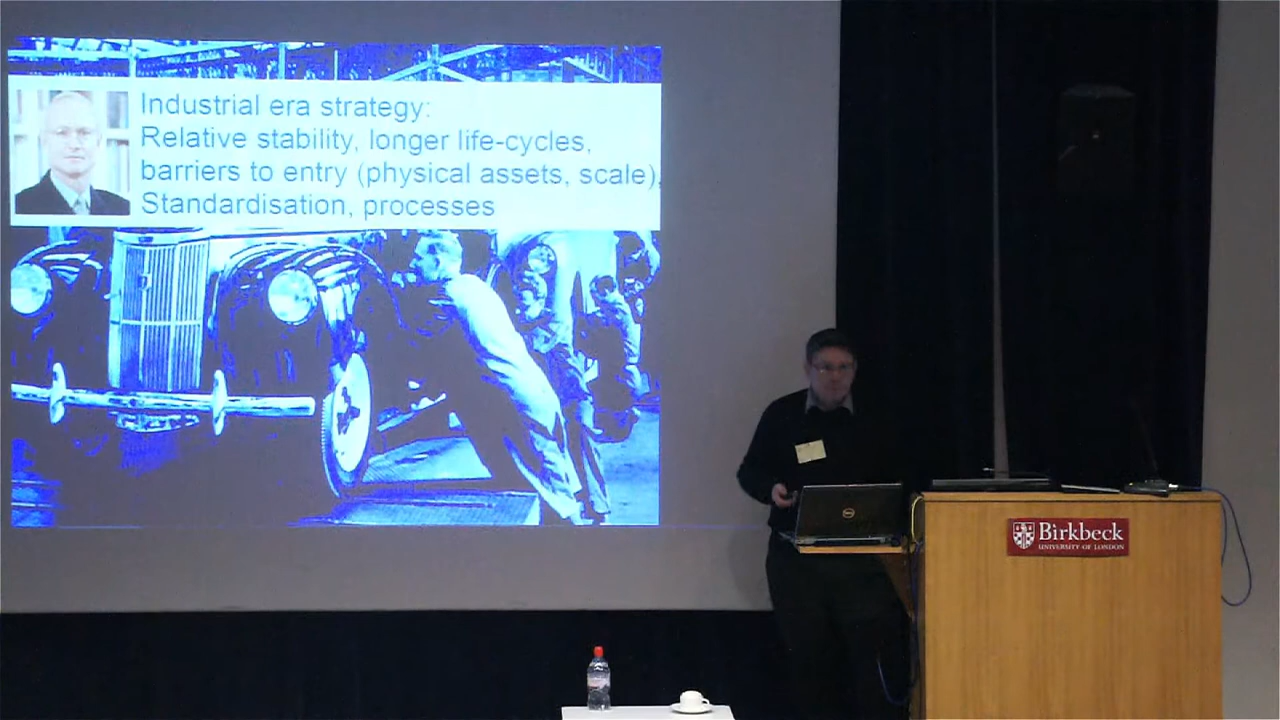 Industrial era strategy:
Relative stability, longer life-cycles,
barriers to entry (physical assets, scale),
Standardisation, processes
DELL
Birkbeck
UNIVERSITY OF LONDON